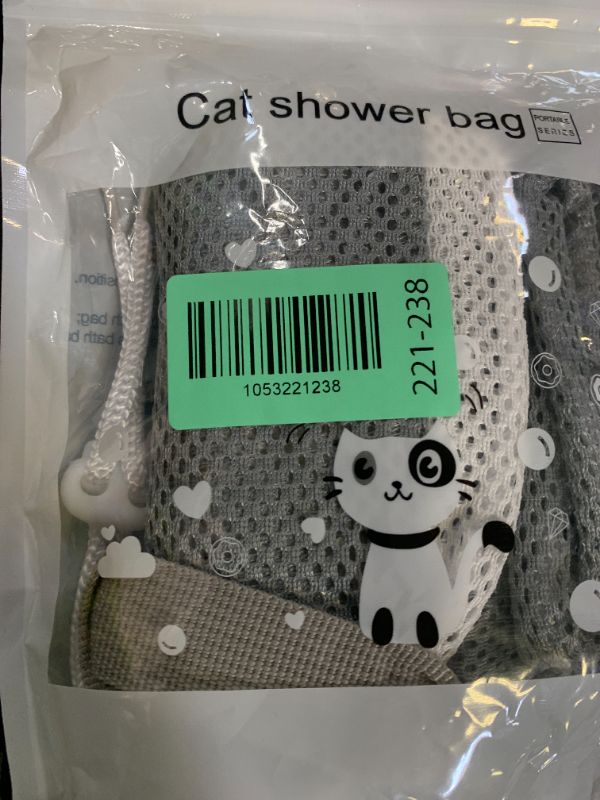 Cat shower bag
PORTABLE
SERIES
1053221238
221-238